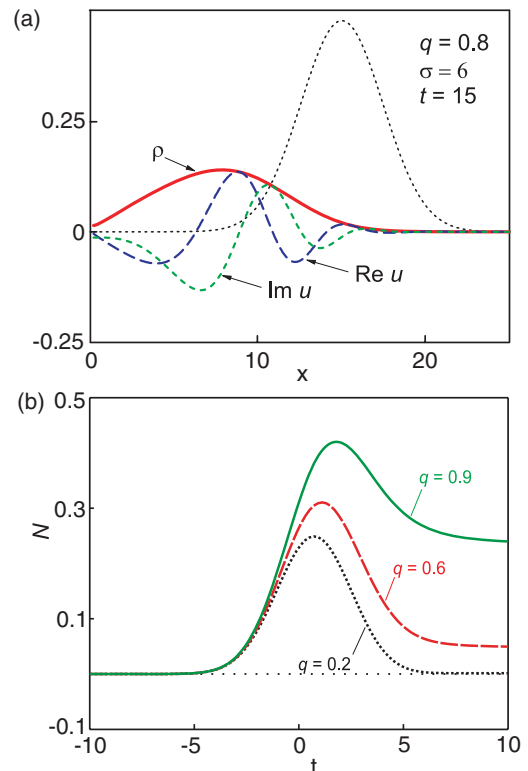 (a)
q = 0.8
σ = 6
t = 15
0.25
ρ
0
Re u
Im u
-0.25
0
10
20
x
(b)
0.5
q = 0.9
0.3
N
q = 0.6
0.1
q = 0.2
-0.1
-10
-5
0
5
10
t